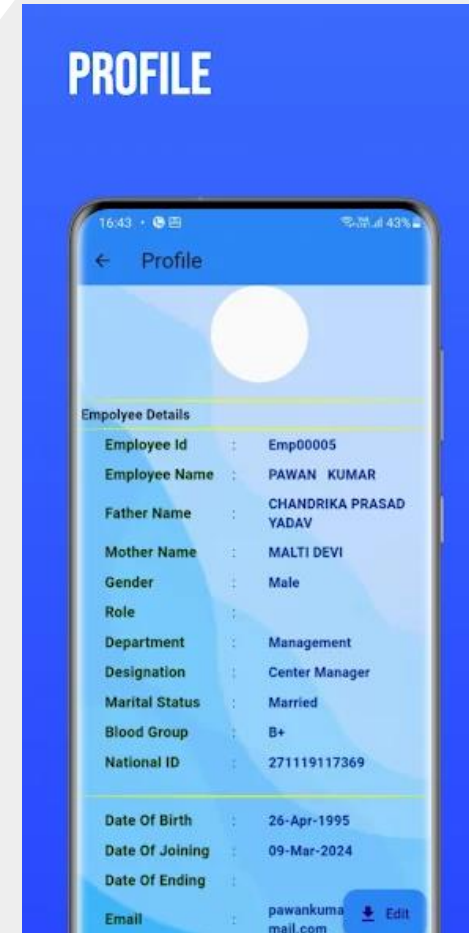 PROFILE
16:43 • 43%
← Profile
Empolyee Details
Employee Id : Emp00005
Employee Name : PAWAN KUMAR
Father Name : CHANDRIKA PRASAD
YADAV
Mother Name : MALTI DEVI
Gender : Male
Role :
Department : Management
Designation : Center Manager
Marital Status : Married
Blood Group : B+
National ID : 271119117369
Date Of Birth : 26-Apr-1995
Date Of Joining : 09-Mar-2024
Date Of Ending :
Email : pawankuma
mail.com
Edit